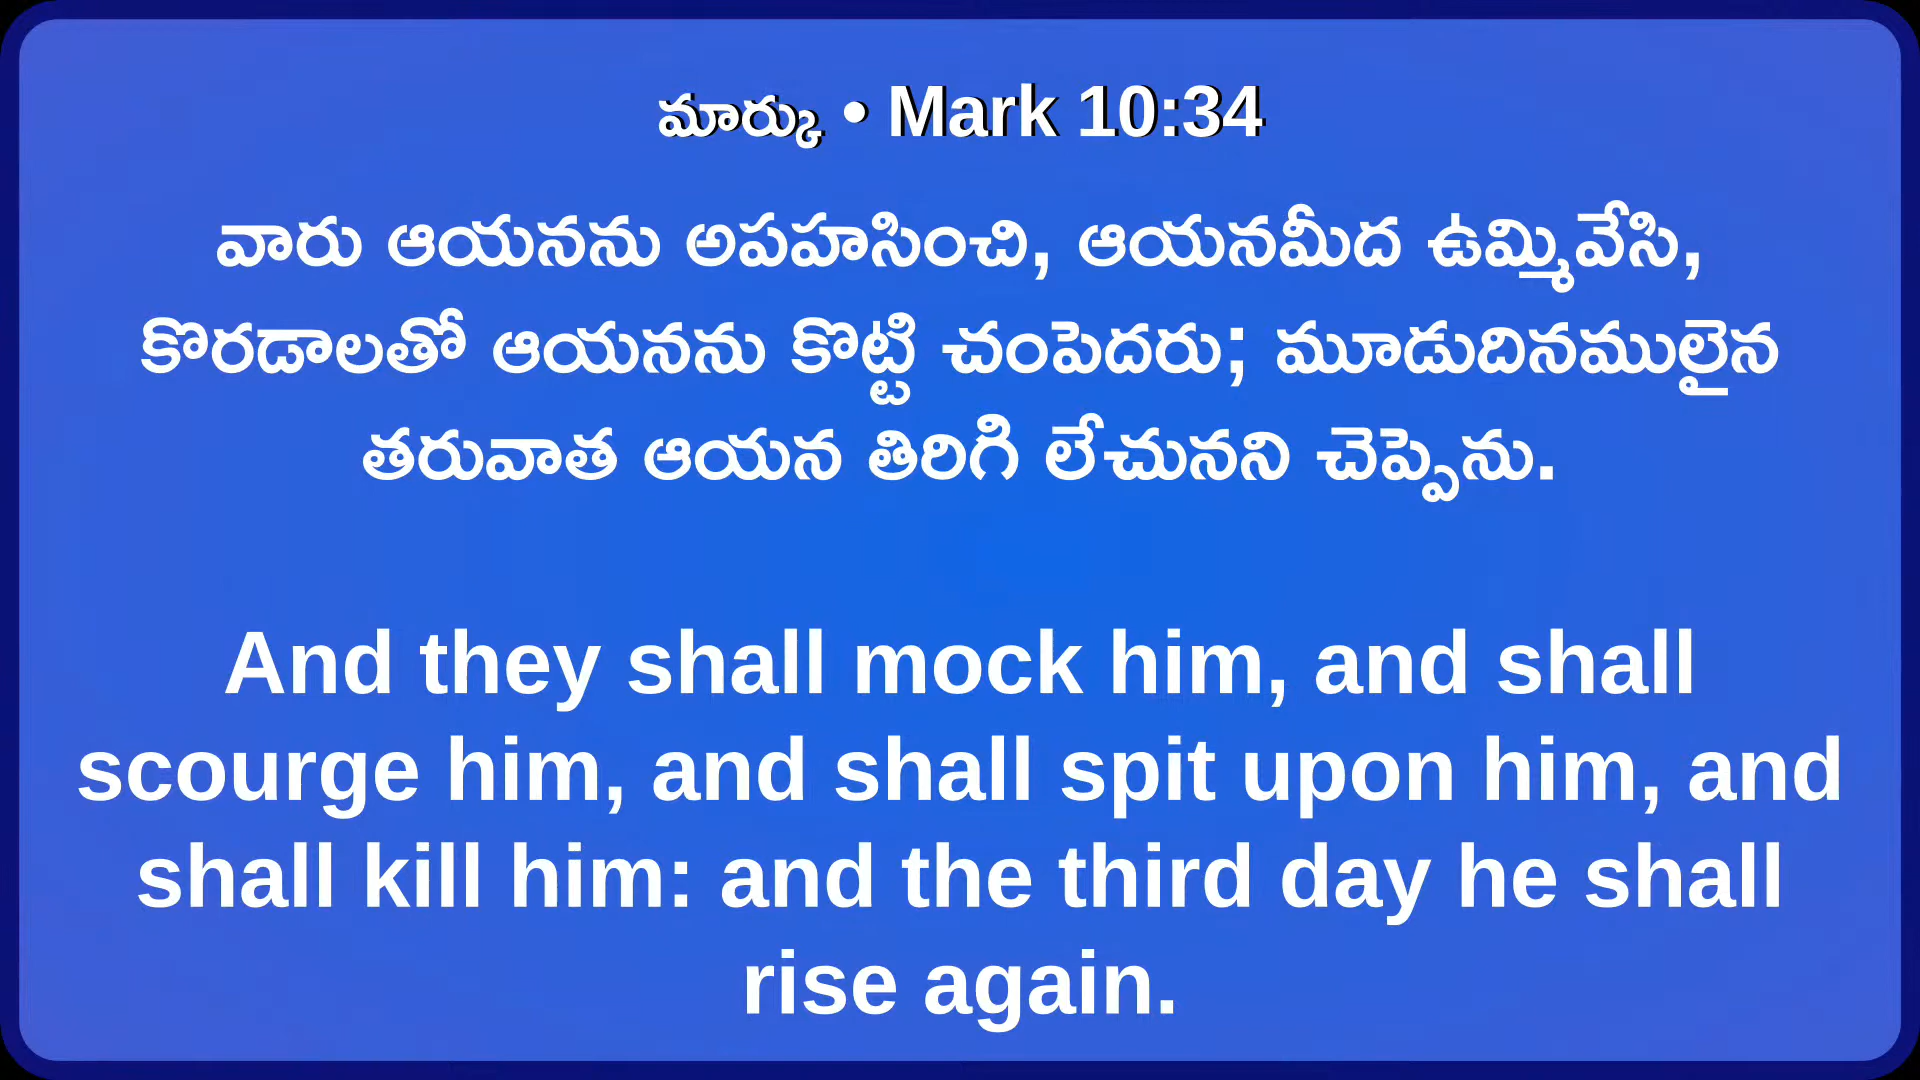 మార్కు • Mark 10:34
వారు ఆయనను అపహసించి, ఆయనమీద ఉమ్మివేసి,
కొరడాలతో ఆయనను కొట్టి చంపెదరు; మూడుదినములైన
తరువాత ఆయన తిరిగి లేచునని చెప్పెను.
And they shall mock him, and shall
scourge him, and shall spit upon him, and
shall kill him: and the third day he shall
rise again.